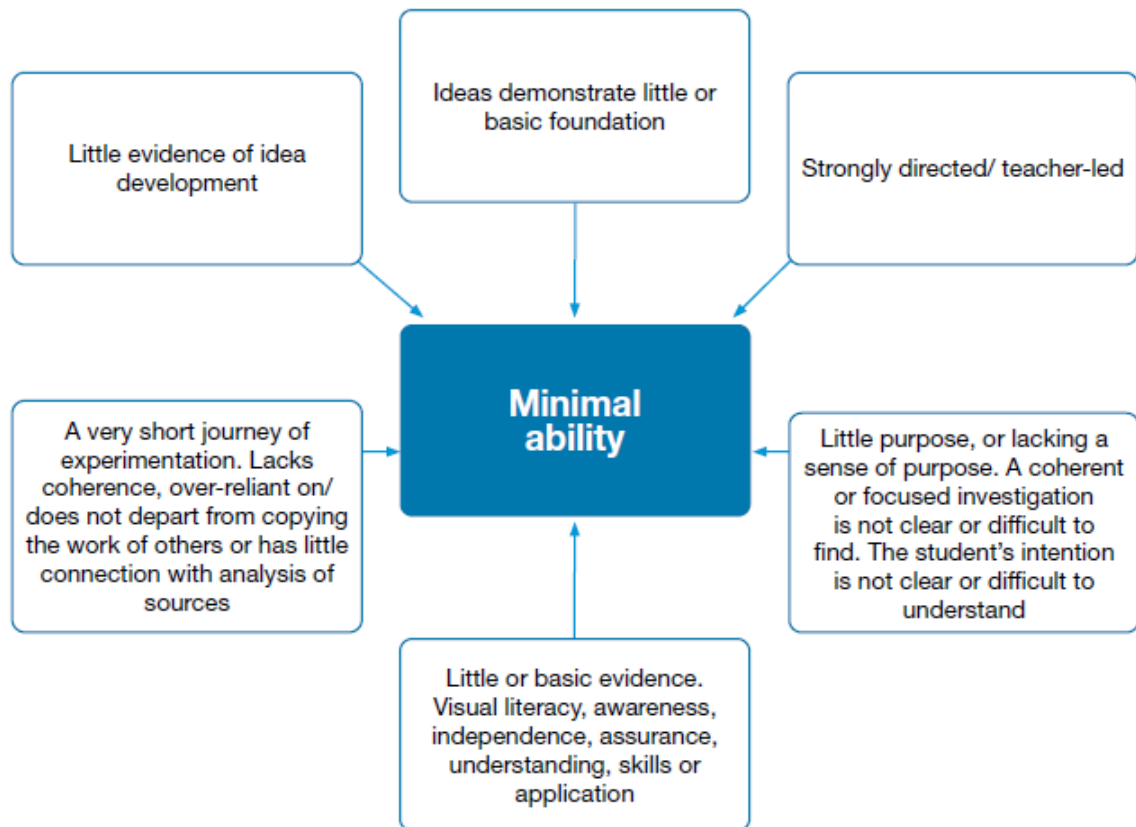 Ideas demonstrate little or
basic foundation
Little evidence of idea
development
Strongly directed/ teacher-led
Minimal
ability
A very short journey of
experimentation. Lacks
coherence, over-reliant on/
does not depart from copying
the work of others or has little
connection with analysis of
sources
Little purpose, or lacking a
sense of purpose. A coherent
or focused investigation
is not clear or difficult to
find. The student’s intention
is not clear or difficult to
understand
Little or basic evidence.
Visual literacy, awareness,
independence, assurance,
understanding, skills or
application